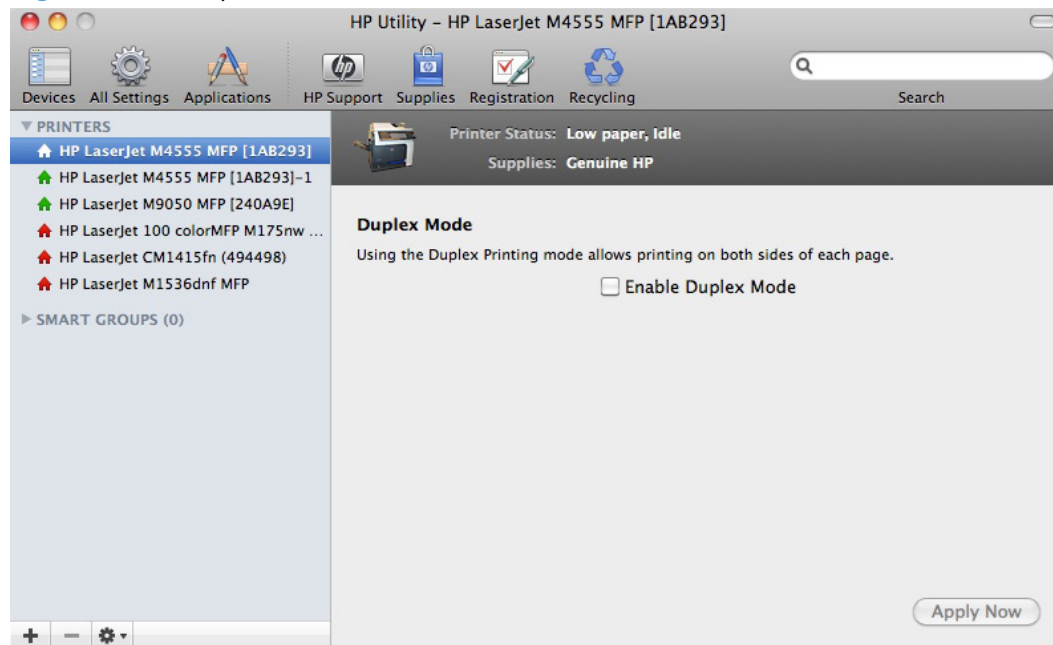 HP Utility – HP LaserJet M4555 MFP [1AB293]
Devices All Settings Applications HP Support Supplies Registration Recycling Search
PRINTERS
HP LaserJet M4555 MFP [1AB293]
HP LaserJet M4555 MFP [1AB293]-1
HP LaserJet M9050 MFP [240A9E]
HP LaserJet 100 colorMFP M175nw ...
HP LaserJet CM1415fn (494498)
HP LaserJet M1536dnf MFP
SMART GROUPS (0)
Printer Status: Low paper, Idle
Supplies: Genuine HP
Duplex Mode
Using the Duplex Printing mode allows printing on both sides of each page.
Enable Duplex Mode
Apply Now